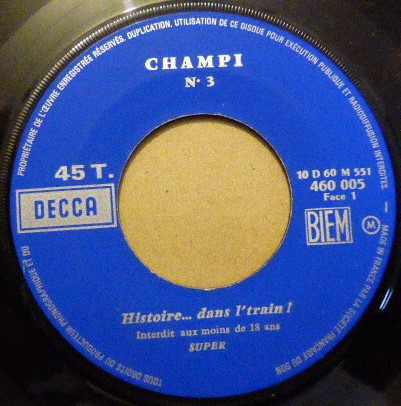 TOUS DROITS DU PRODUCTEUR PHONOGRAPHIQUE ET DU PROPRIÉTAIRE DE L'ŒUVRE ENREGISTRÉE RÉSERVÉS. DUPLICATION, UTILISATION DE CE DISQUE POUR EXÉCUTION PUBLIQUE ET RADIODIFFUSION INTERDITES. - MADE IN FRANCE PAR LA SOCIÉTÉ FRANÇAISE DU SON
CHAMPI
N° 3
45 T.
DECCA
10 D 60 M 551
460 005
Face 1
BIEM
M
Histoire... dans l'train !
Interdit aux moins de 18 ans
SUPER